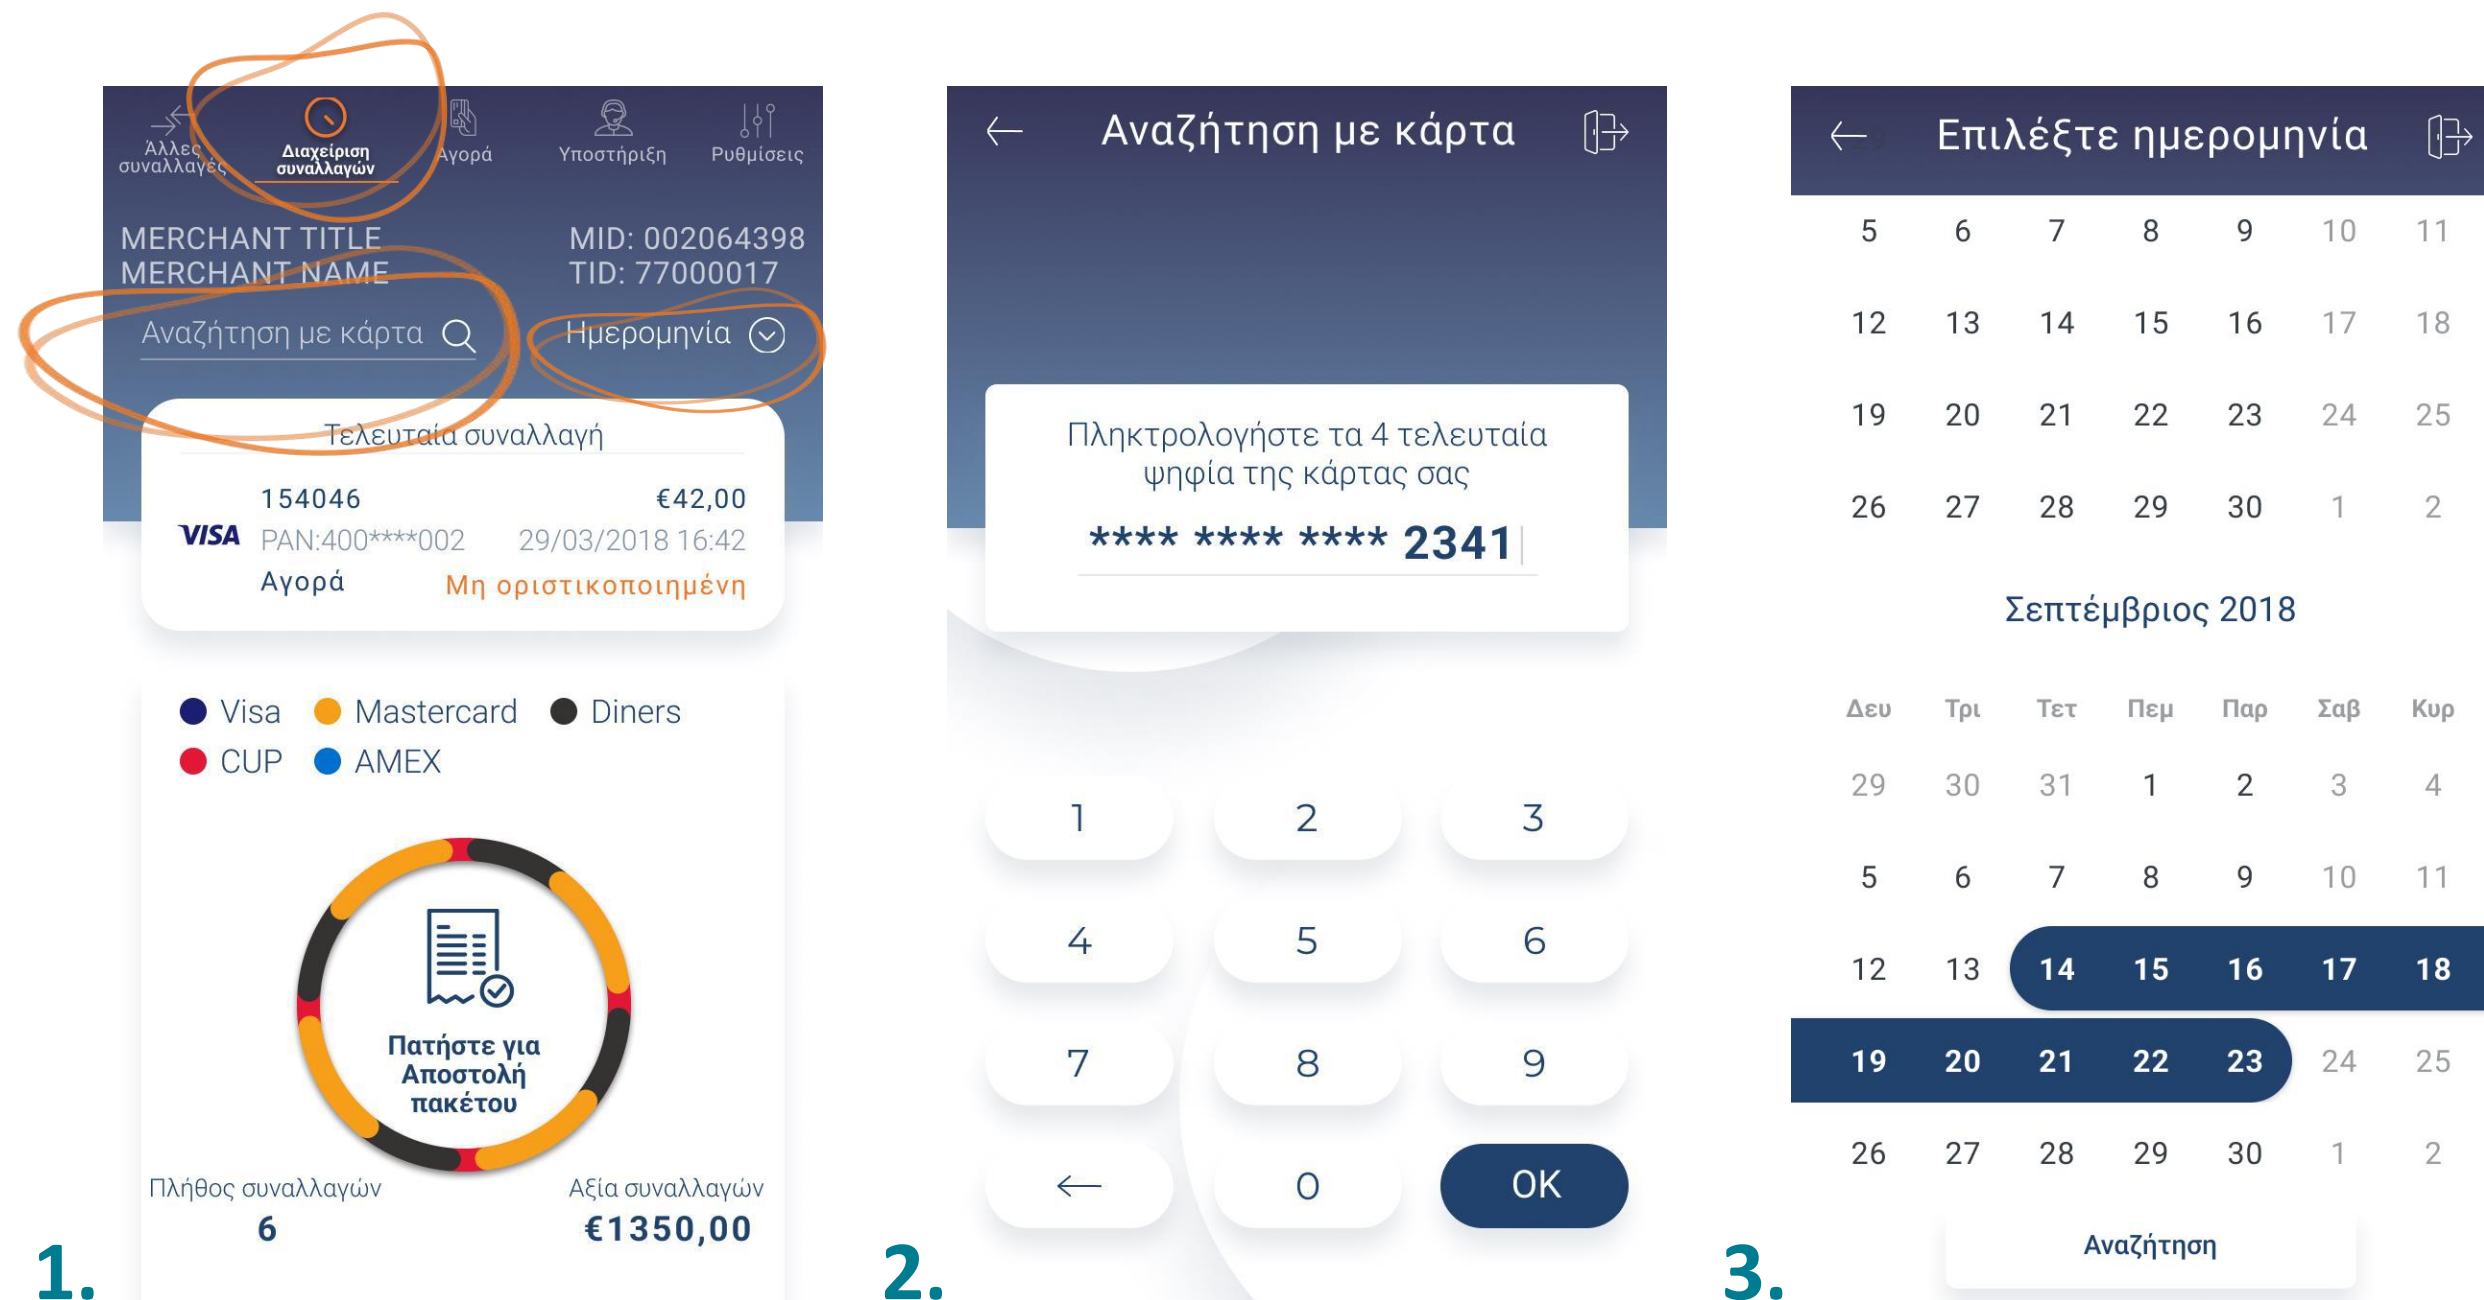 Άλλες
συναλλαγές
Διαχείριση
συναλλαγών
Αγορά
Υποστήριξη
Ρυθμίσεις
MERCHANT TITLE
MERCHANT NAME
MID: 002064398
TID: 77000017
Αναζήτηση με κάρτα
Ημερομηνία
Τελευταία συναλλαγή
154046 €42,00
VISA PAN:400****002 29/03/2018 16:42
Αγορά Μη οριστικοποιημένη
Visa Mastercard Diners
CUP AMEX
Πατήστε για
Αποστολή
πακέτου
Πλήθος συναλλαγών
6
Αξία συναλλαγών
€1350,00
1.
Αναζήτηση με κάρτα
Πληκτρολογήστε τα 4 τελευταία
ψηφία της κάρτας σας
**** **** **** 2341
1 2 3
4 5 6
7 8 9
0 OK
2.
Επιλέξτε ημερομηνία
5 6 7 8 9 10 11
12 13 14 15 16 17 18
19 20 21 22 23 24 25
26 27 28 29 30 1 2
Σεπτέμβριος 2018
Δευ Τρι Τετ Πεμ Παρ Σαβ Κυρ
29 30 31 1 2 3 4
5 6 7 8 9 10 11
12 13 14 15 16 17 18
19 20 21 22 23 24 25
26 27 28 29 30 1 2
Αναζήτηση
3.